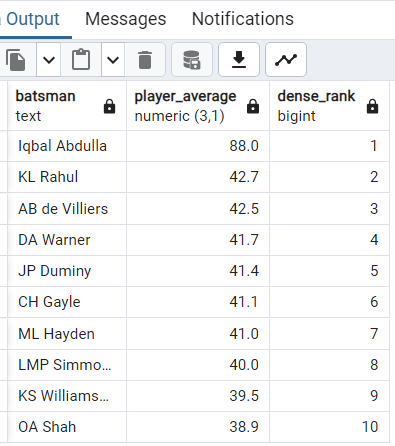 Output Messages Notifications
batsman player_average dense_rank
text numeric (3,1) bigint
Iqbal Abdulla 88.0 1
KL Rahul 42.7 2
AB de Villiers 42.5 3
DA Warner 41.7 4
JP Duminy 41.4 5
CH Gayle 41.1 6
ML Hayden 41.0 7
LMP Simmo... 40.0 8
KS Williams... 39.5 9
OA Shah 38.9 10